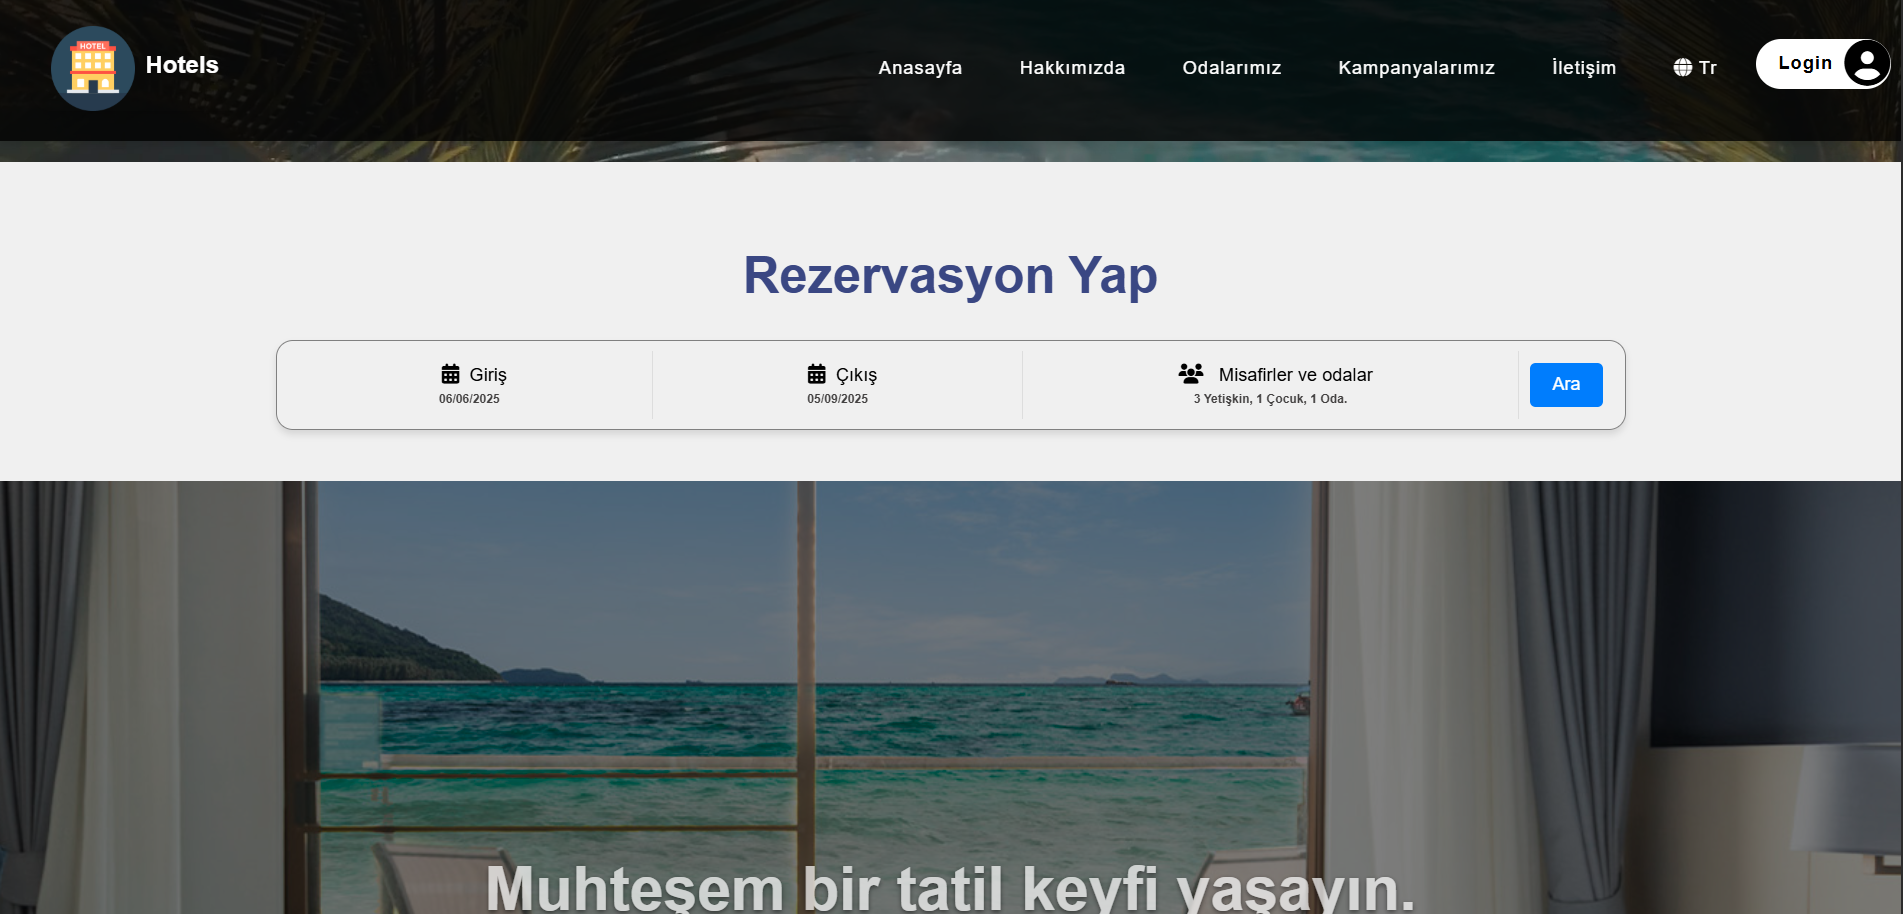 HOTEL
Hotels
Anasayfa
Hakkımızda
Odalarımız
Kampanyalarımız
İletişim
Tr
Login
Rezervasyon Yap
Giriş
06/06/2025
Çıkış
05/09/2025
Misafirler ve odalar
3 Yetişkin, 1 Çocuk, 1 Oda.
Ara
Muhteşem bir tatil keyfi yaşayın.